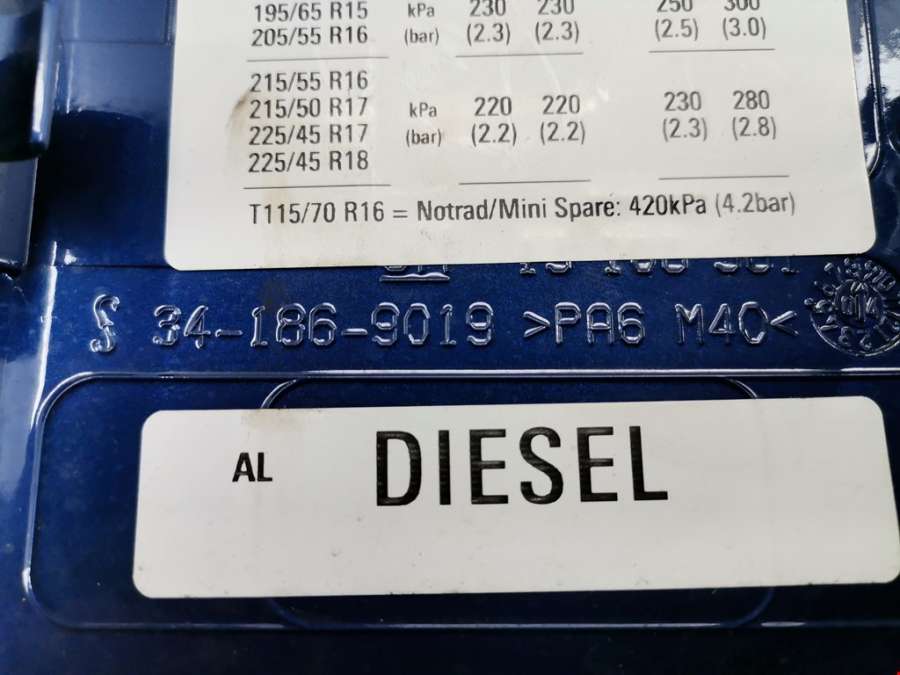 195/65 R15 kPa 230 230 250 300
205/55 R16 (bar) (2.3) (2.3) (2.5) (3.0)
215/55 R16
215/50 R17 kPa 220 220 230 280
225/45 R17 (bar) (2.2) (2.2) (2.3) (2.8)
225/45 R18
T115/70 R16 = Notrad/Mini Spare: 420kPa (4.2bar)
34-186-9019 >PA6 M40<
AL DIESEL